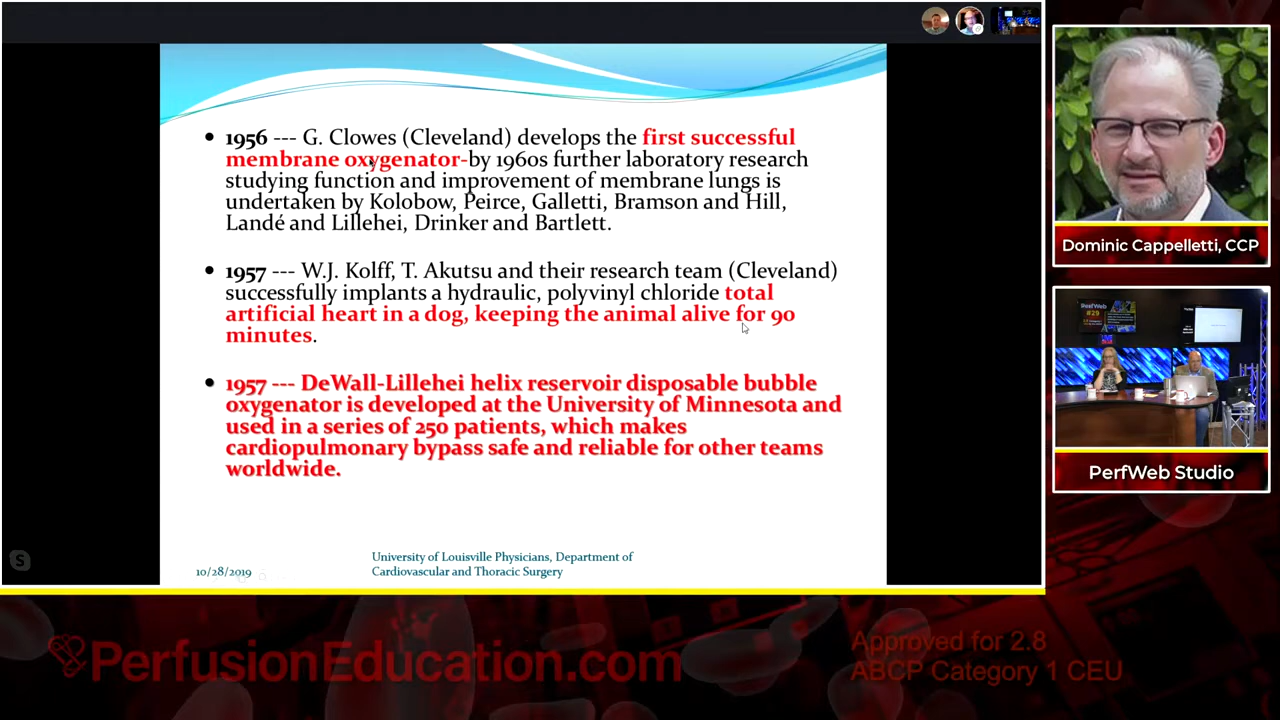 • 1956 --- G. Clowes (Cleveland) develops the first successful
membrane oxygenator-by 1960s further laboratory research
studying function and improvement of membrane lungs is
undertaken by Kolobow, Peirce, Galletti, Bramson and Hill,
Landé and Lillehei, Drinker and Bartlett.
• 1957 --- W.J. Kolff, T. Akutsu and their research team (Cleveland)
successfully implants a hydraulic, polyvinyl chloride total
artificial heart in a dog, keeping the animal alive for 90
minutes.
• 1957 --- DeWall-Lillehei helix reservoir disposable bubble
oxygenator is developed at the University of Minnesota and
used in a series of 250 patients, which makes
cardiopulmonary bypass safe and reliable for other teams
worldwide.
10/28/2019
University of Louisville Physicians, Department of
Cardiovascular and Thoracic Surgery
S
Dominic Cappelletti, CCP
PerfWeb
#29
PerfWeb Studio
PerfusionEducation.com
Approved for 2.8
ABCP Category 1 CEU